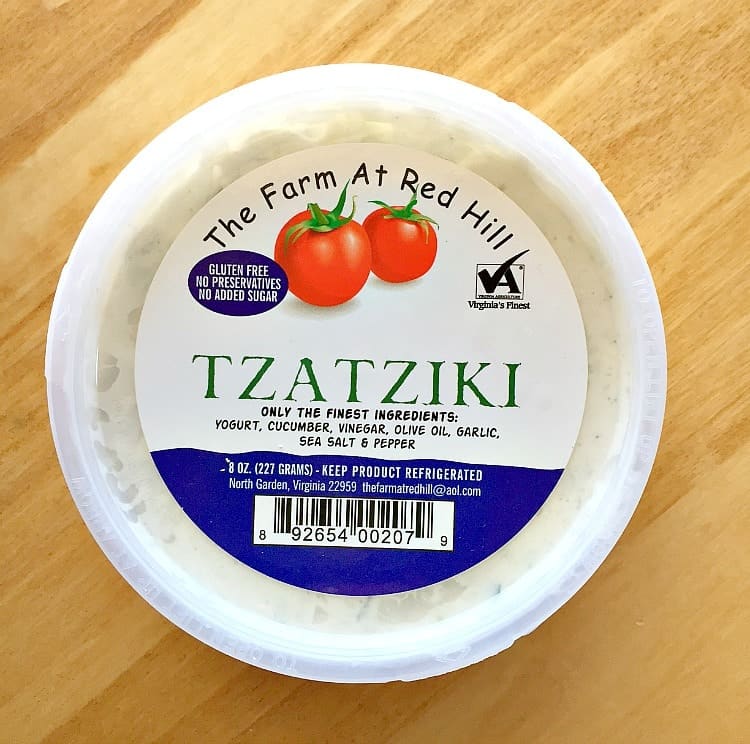 The Farm At Red Hill
GLUTEN FREE
NO PRESERVATIVES
NO ADDED SUGAR
VA
VIRGINIA AGRICULTURE
Virginia's Finest
TZATZIKI
ONLY THE FINEST INGREDIENTS:
YOGURT, CUCUMBER, VINEGAR, OLIVE OIL, GARLIC,
SEA SALT & PEPPER
8 OZ. (227 GRAMS) - KEEP PRODUCT REFRIGERATED
North Garden, Virginia 22959 thefarmatredhill@aol.com
8 92654 00207 9